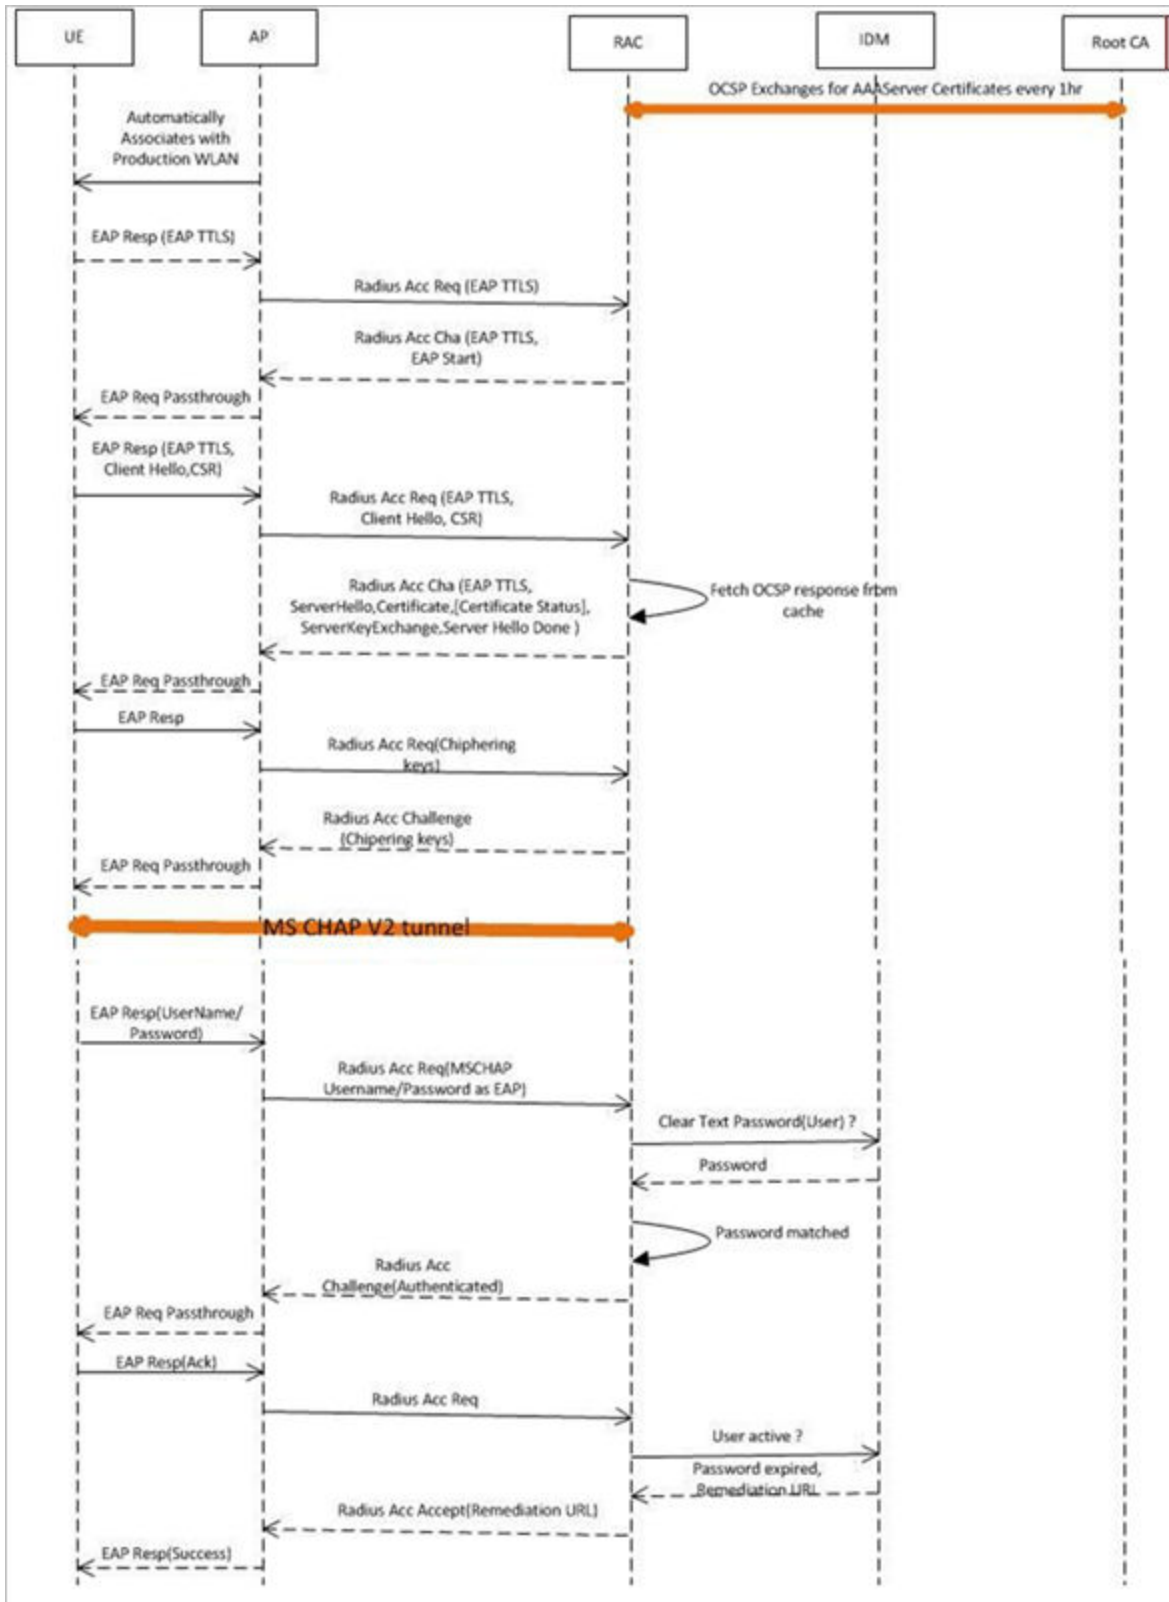 UE
AP
RAC
IDM
Root CA
OCSP Exchanges for AAAServer Certificates every 1hr
Automatically
Associates with
Production WLAN
EAP Resp (EAP TTLS)
Radius Acc Req (EAP TTLS)
Radius Acc Cha (EAP TTLS,
EAP Start)
EAP Req Passthrough
EAP Resp (EAP TTLS,
Client Hello,CSR)
Radius Acc Req (EAP TTLS,
Client Hello, CSR)
Radius Acc Cha (EAP TTLS,
ServerHello,Certificate,[Certificate Status],
ServerKeyExchange,Server Hello Done )
Fetch OCSP response from
cache
EAP Req Passthrough
EAP Resp
Radius Acc Req(Chiphering
keys)
Radius Acc Challenge
(Chipering keys)
EAP Req Passthrough
MS CHAP V2 tunnel
EAP Resp(UserName/
Password)
Radius Acc Req(MSCHAP
Username/Password as EAP)
Clear Text Password(User) ?
Password
Password matched
Radius Acc
Challenge(Authenticated)
EAP Req Passthrough
EAP Resp(Ack)
Radius Acc Req
User active ?
Password expired,
Remediation URL
Radius Acc Accept(Remediation URL)
EAP Resp(Success)